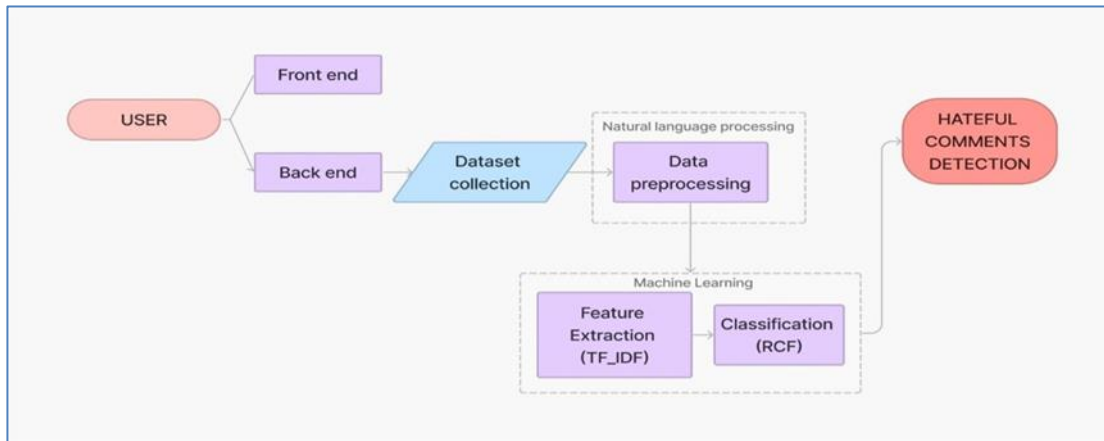 Front end
USER
Back end
Dataset
collection
Natural language processing
Data
preprocessing
Machine Learning
Feature
Extraction
(TF_IDF)
Classification
(RCF)
HATEFUL
COMMENTS
DETECTION